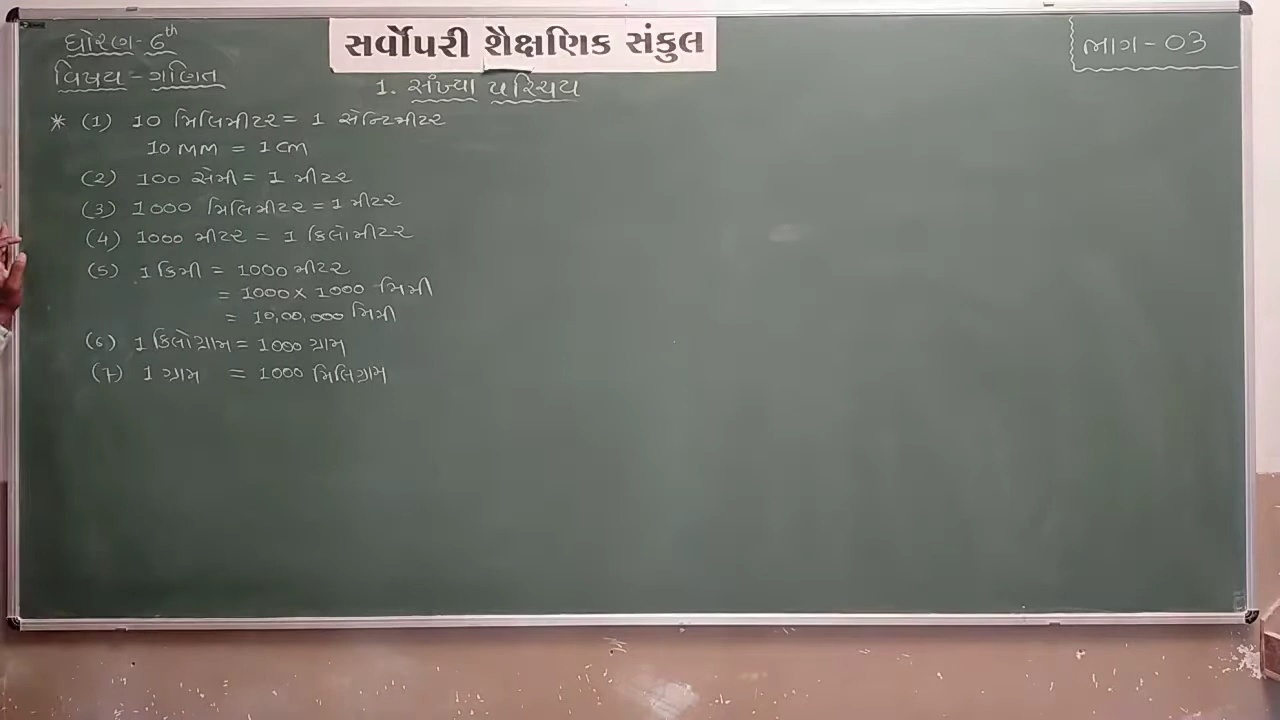 ધોરણ - 6th
સર્વોપરી શૈક્ષણિક સંકુલ
ભાગ - 03
વિષય - ગણિત
1. સંખ્યા પરિચય
* (1) 10 મિલિમીટર = 1 સેન્ટિમીટર
10 MM = 1 CM
(2) 100 સેમી = 1 મીટર
(3) 1000 મિલિમીટર = 1 મીટર
(4) 1000 મીટર = 1 કિલોમીટર
(5) 1 કિમી = 1000 મીટર
= 1000 × 1000 મિમી
= 10,00,000 મિમી
(6) 1 કિલોગ્રામ = 1000 ગ્રામ
(7) 1 ગ્રામ = 1000 મિલિગ્રામ